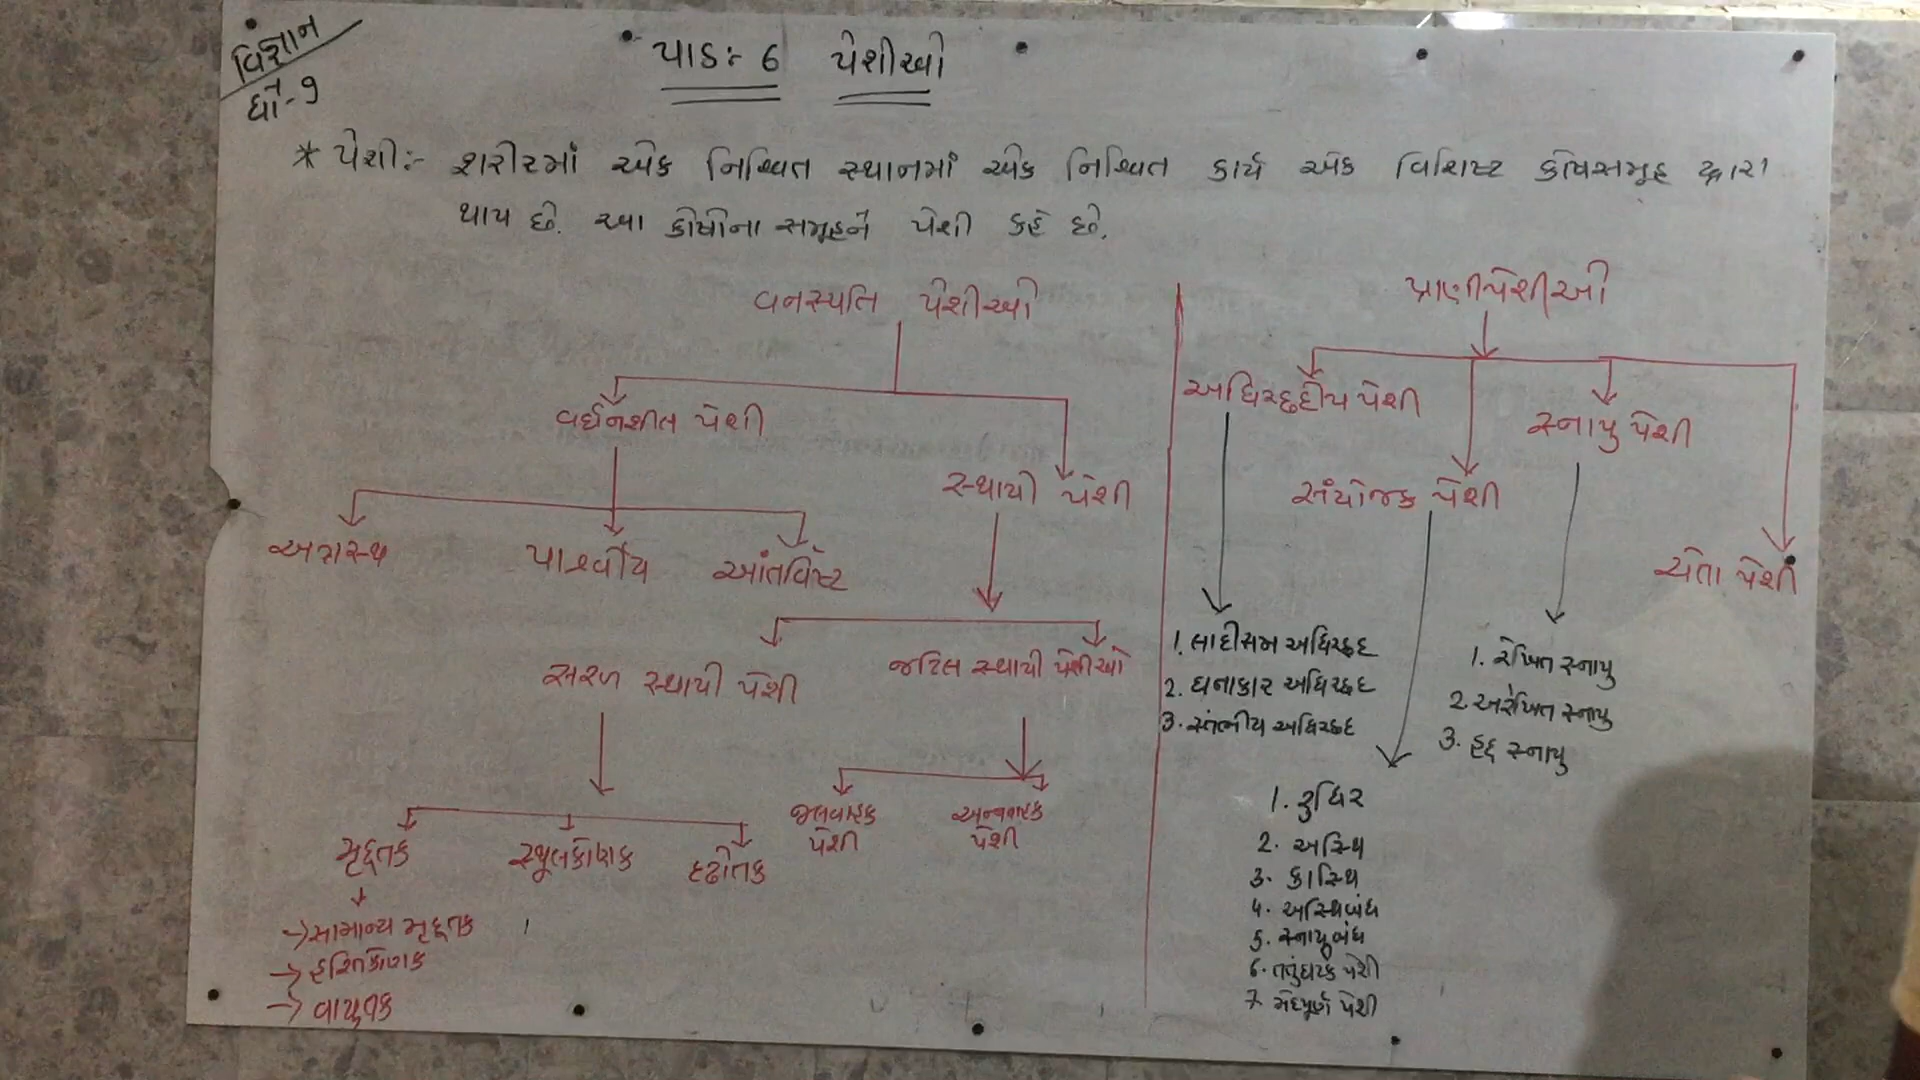 વિજ્ઞાન
ધો-9
પાઠ:- 6 પેશીઓ
* પેશી:- શરીરમાં એક નિશ્ચિત સ્થાનમાં એક નિશ્ચિત કાર્ય એક વિશિષ્ટ કોષસમૂહ દ્વારા
થાય છે. આ કોષોના સમૂહને પેશી કહે છે.
વનસ્પતિ પેશીઓ
વર્ધનશીલ પેશી
સ્થાયી પેશી
અગ્રસ્થ પાર્શ્વીય આંતર્વિષ્ટ
સરળ સ્થાયી પેશી
જટિલ સ્થાયી પેશીઓ
મૃદુતક સ્થૂલકોણક દઢોતક
જલવાહક પેશી
અન્નવાહક પેશી
→સામાન્ય મૃદુતક
→ હરિતકણક
→ વાયુતક
પ્રાણીપેશીઓ
અધિચ્છદીય પેશી
સંયોજક પેશી
સ્નાયુ પેશી
ચેતા પેશી
1. લાદીસમ અધિચ્છદ
2. ઘનાકાર અધિચ્છદ
3. સ્તંભીય અધિચ્છદ
1. રેખિત સ્નાયુ
2. અરેખિત સ્નાયુ
3. હૃદ સ્નાયુ
1. રુધિર
2. અસ્થિ
3. કાસ્થિ
4. અસ્થિબંધ
5. સ્નાયુબંધ
6. તંતુઘટક પેશી
7. મેદપૂર્ણ પેશી